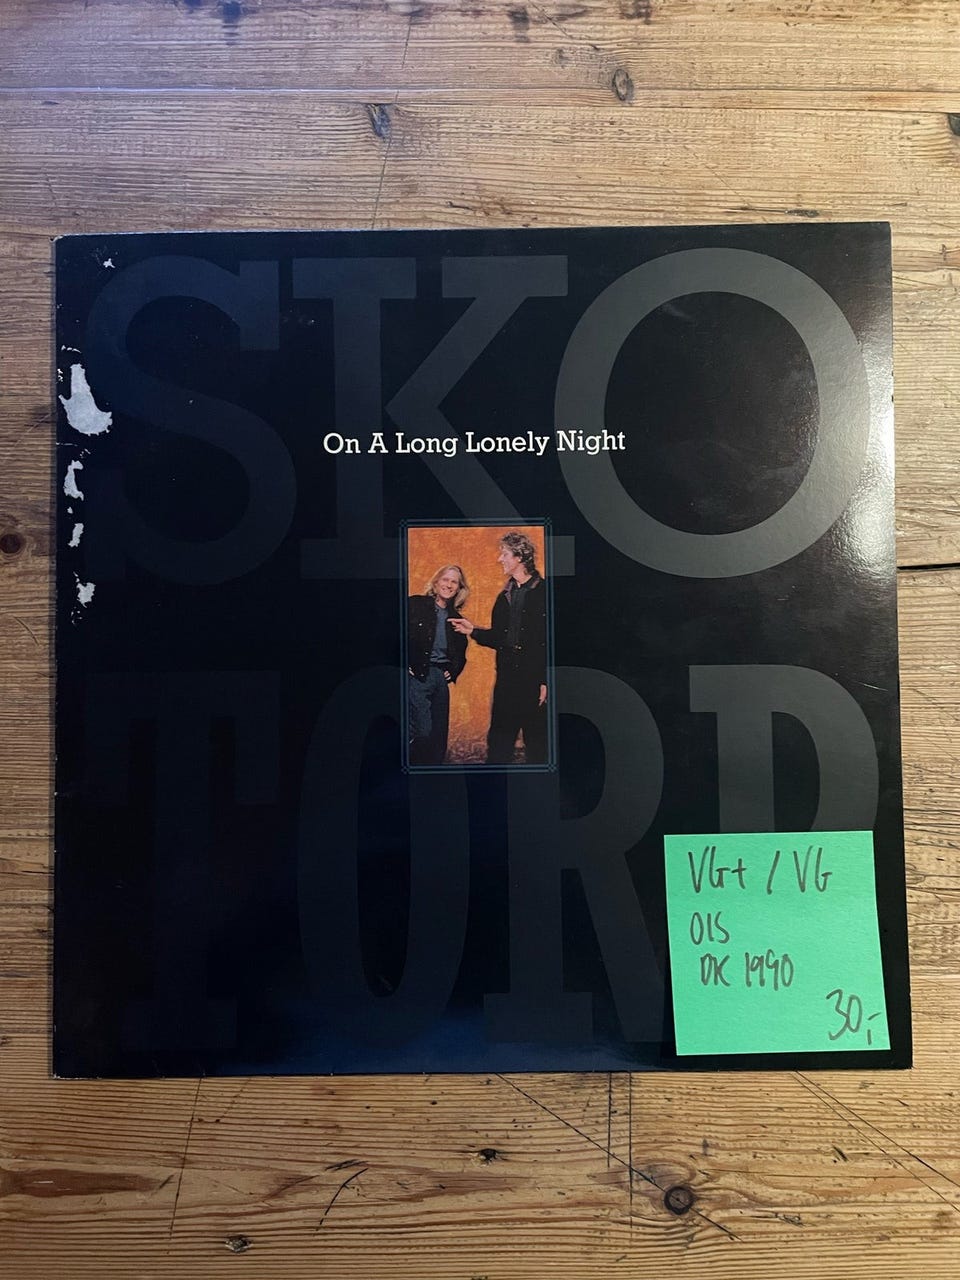 SKO
On A Long Lonely Night
TORP
VG+ / VG
OIS
DK 1990
30,-